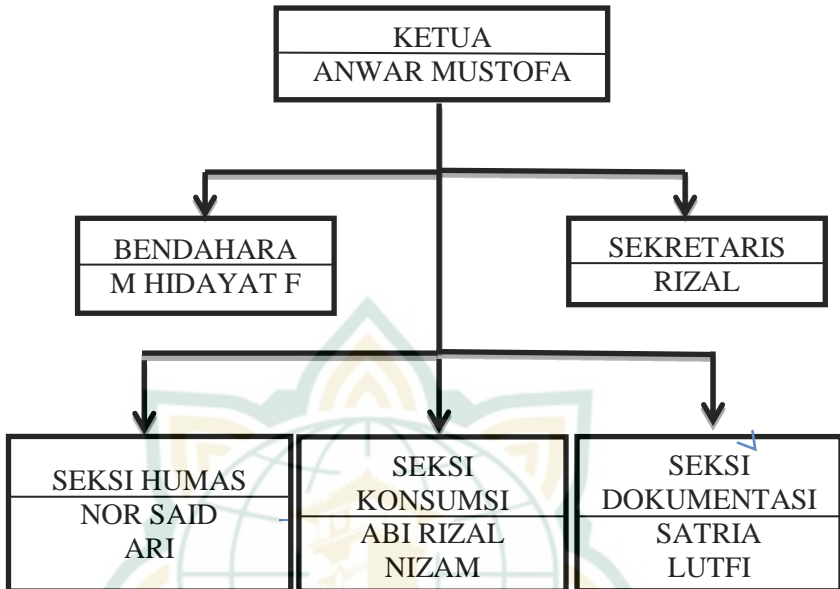 KETUA
ANWAR MUSTOFA
BENDAHARA
M HIDAYAT F
SEKRETARIS
RIZAL
SEKSI HUMAS
NOR SAID
ARI
SEKSI
KONSUMSI
ABI RIZAL
NIZAM
SEKSI
DOKUMENTASI
SATRIA
LUTFI